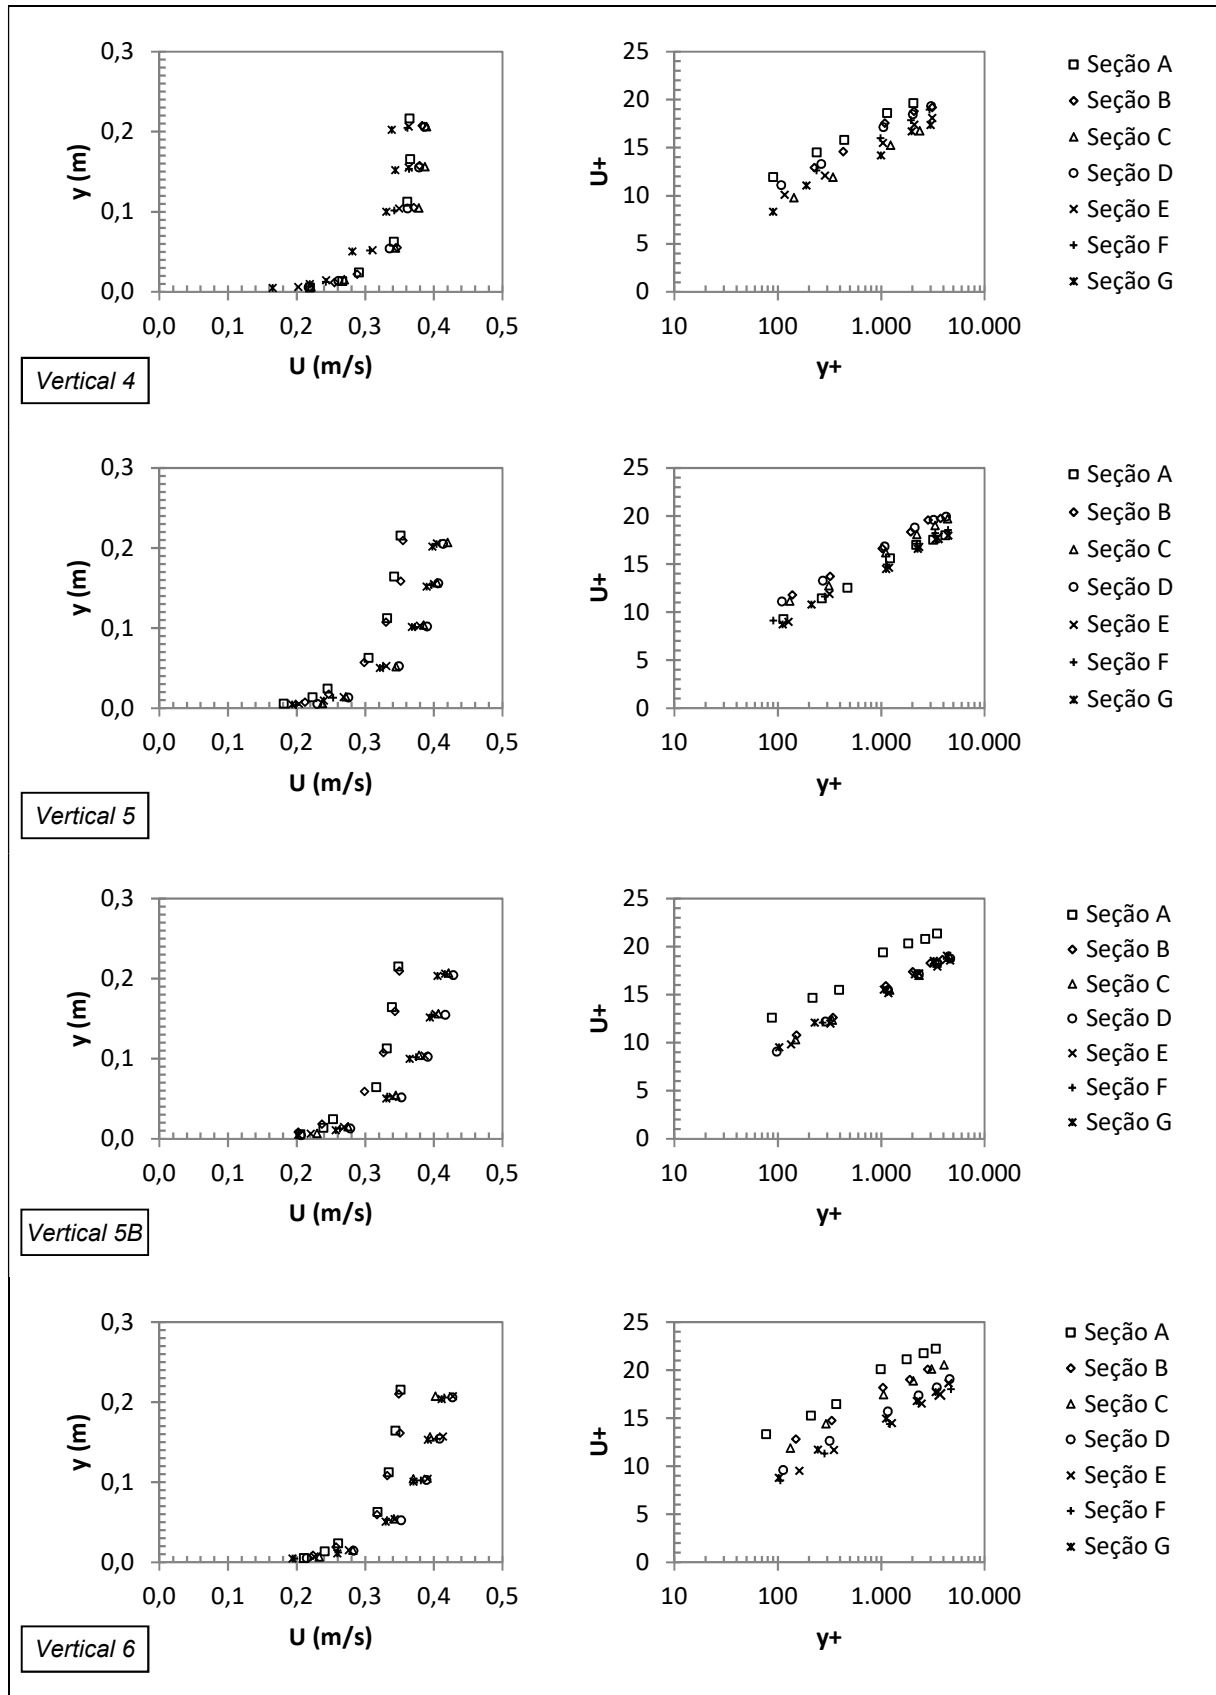 0,3
0,2
0,1
0,0
y (m)
0,0 0,1 0,2 0,3 0,4 0,5
U (m/s)
25
20
15
10
5
0
U+
10 100 1.000 10.000
y+
Seção A
Seção B
Seção C
Seção D
Seção E
Seção F
Seção G
Vertical 4
0,3
0,2
0,1
0,0
y (m)
0,0 0,1 0,2 0,3 0,4 0,5
U (m/s)
25
20
15
10
5
0
U+
10 100 1.000 10.000
y+
Seção A
Seção B
Seção C
Seção D
Seção E
Seção F
Seção G
Vertical 5
0,3
0,2
0,1
0,0
y (m)
0,0 0,1 0,2 0,3 0,4 0,5
U (m/s)
25
20
15
10
5
0
U+
10 100 1.000 10.000
y+
Seção A
Seção B
Seção C
Seção D
Seção E
Seção F
Seção G
Vertical 5B
0,3
0,2
0,1
0,0
y (m)
0,0 0,1 0,2 0,3 0,4 0,5
U (m/s)
25
20
15
10
5
0
U+
10 100 1.000 10.000
y+
Seção A
Seção B
Seção C
Seção D
Seção E
Seção F
Seção G
Vertical 6